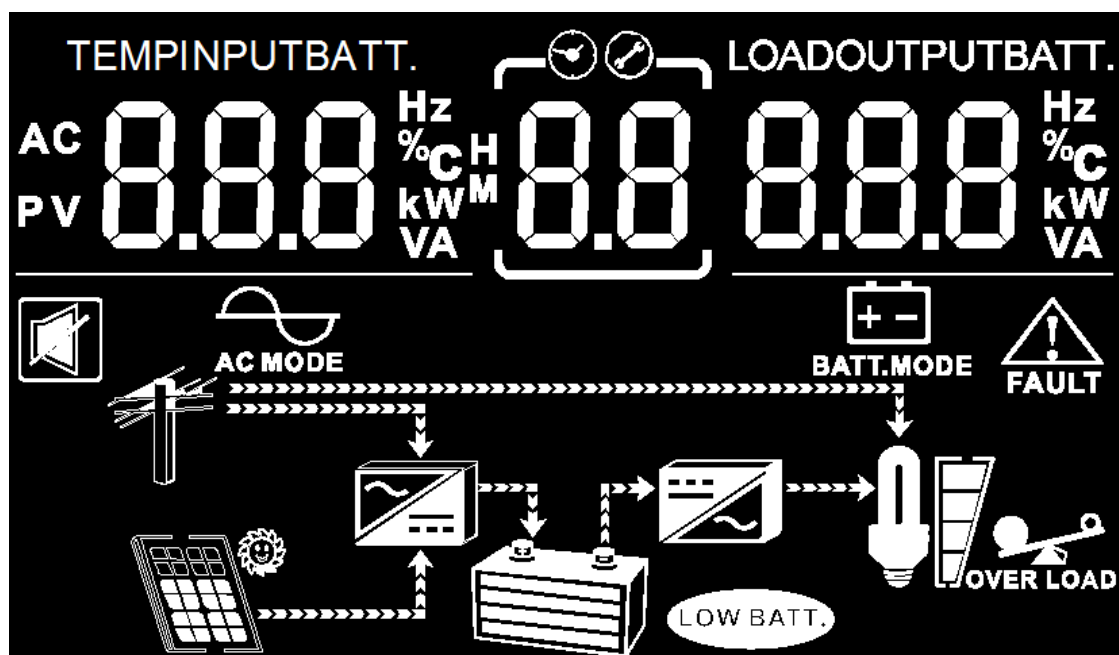 TEMPINPUTBATT. LOADOUTPUTBATT.
AC 8.8.8 Hz % C kW VA H M 8.8 8.8.8 Hz % C kW VA
PV
AC MODE
BATT.MODE
FAULT
OVER LOAD
LOW BATT.